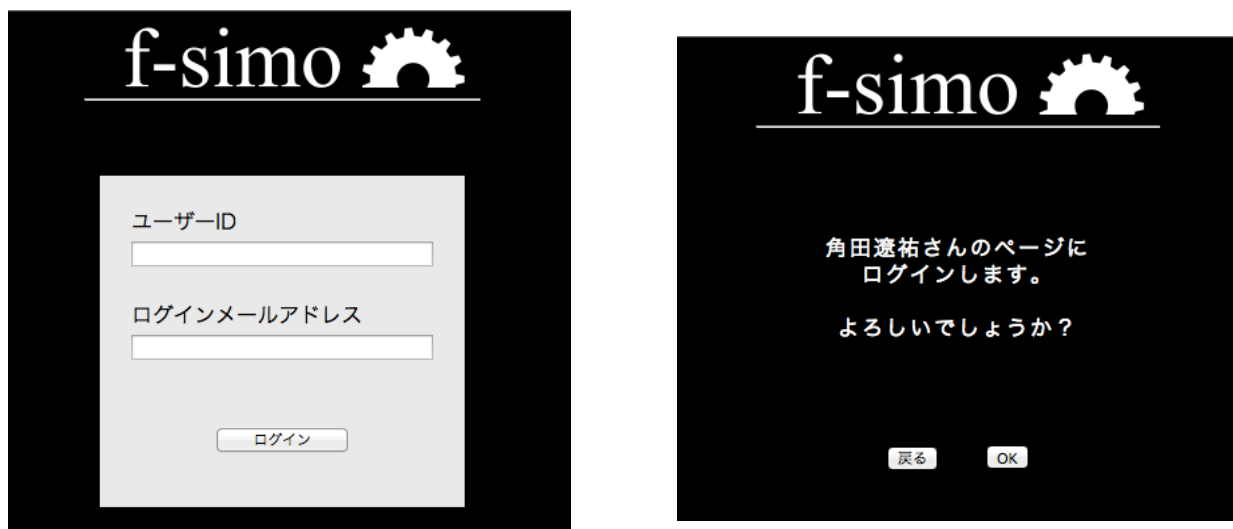 f-simo
ユーザーID
ログインメールアドレス
ログイン
f-simo
角田遼祐さんのページに
ログインします。
よろしいでしょうか？
戻る
OK